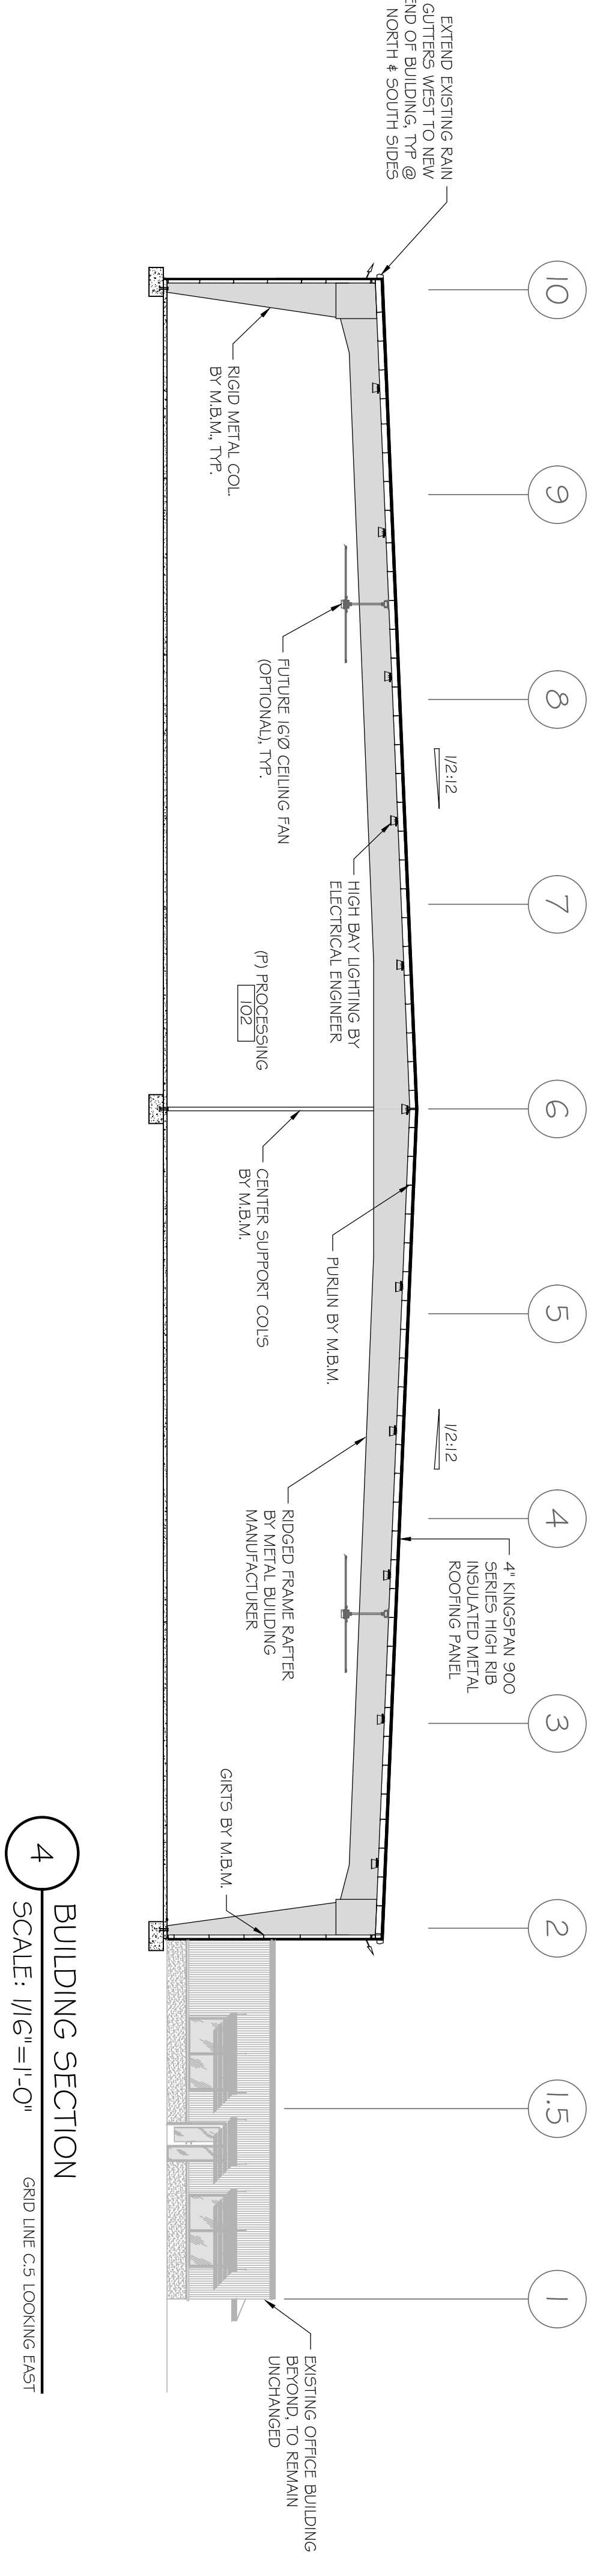 10
9
8
7
6
5
4
3
2
1.5
1
EXTEND EXISTING RAIN
GUTTERS WEST TO NEW
END OF BUILDING, TYP @
NORTH & SOUTH SIDES
1/2:12
1/2:12
4" KINGSPAN 900
SERIES HIGH RIB
INSULATED METAL
ROOFING PANEL
RIGID METAL COL.
BY M.B.M., TYP.
FUTURE 16'Ø CEILING FAN
(OPTIONAL), TYP.
HIGH BAY LIGHTING BY
ELECTRICAL ENGINEER
(P) PROCESSING
102
CENTER SUPPORT COL'S
BY M.B.M.
PURLIN BY M.B.M.
RIDGED FRAME RAFTER
BY METAL BUILDING
MANUFACTURER
GIRTS BY M.B.M.
EXISTING OFFICE BUILDING
BEYOND, TO REMAIN
UNCHANGED
4
BUILDING SECTION
SCALE: 1/16"=1'-0"
GRID LINE C.5 LOOKING EAST